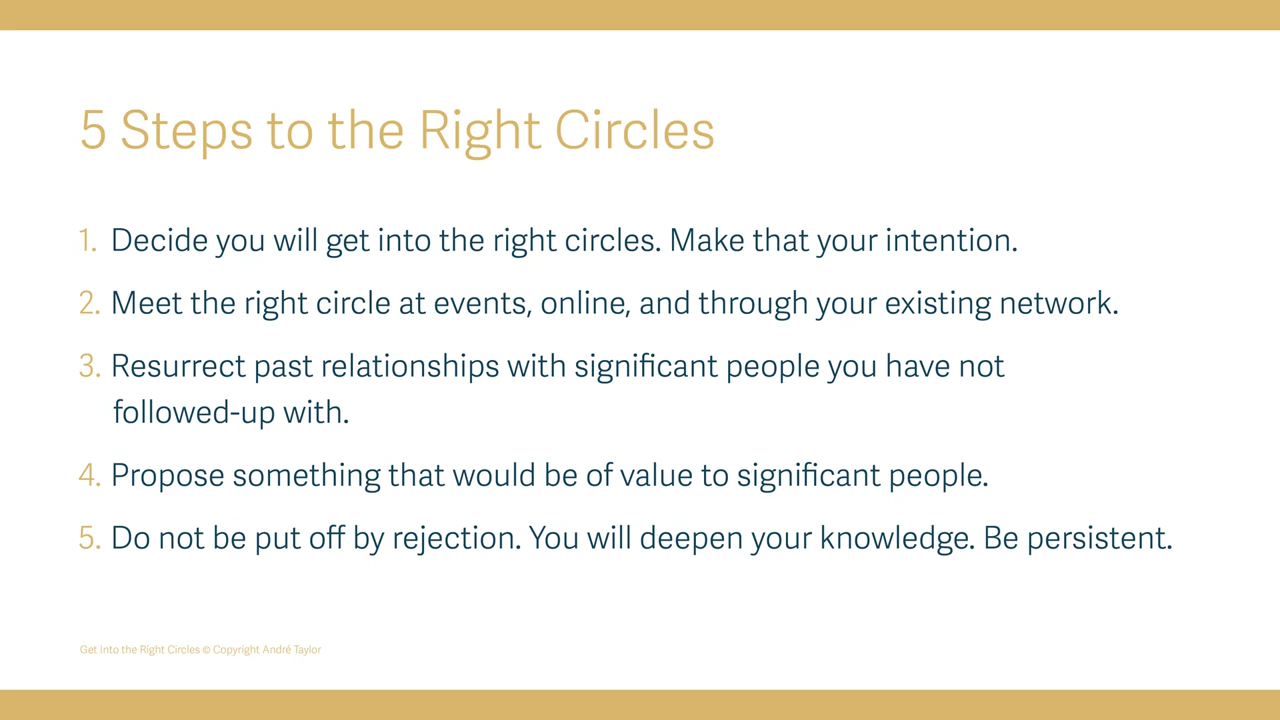 5 Steps to the Right Circles
1. Decide you will get into the right circles. Make that your intention.
2. Meet the right circle at events, online, and through your existing network.
3. Resurrect past relationships with significant people you have not
followed-up with.
4. Propose something that would be of value to significant people.
5. Do not be put off by rejection. You will deepen your knowledge. Be persistent.
Get Into the Right Circles © Copyright André Taylor